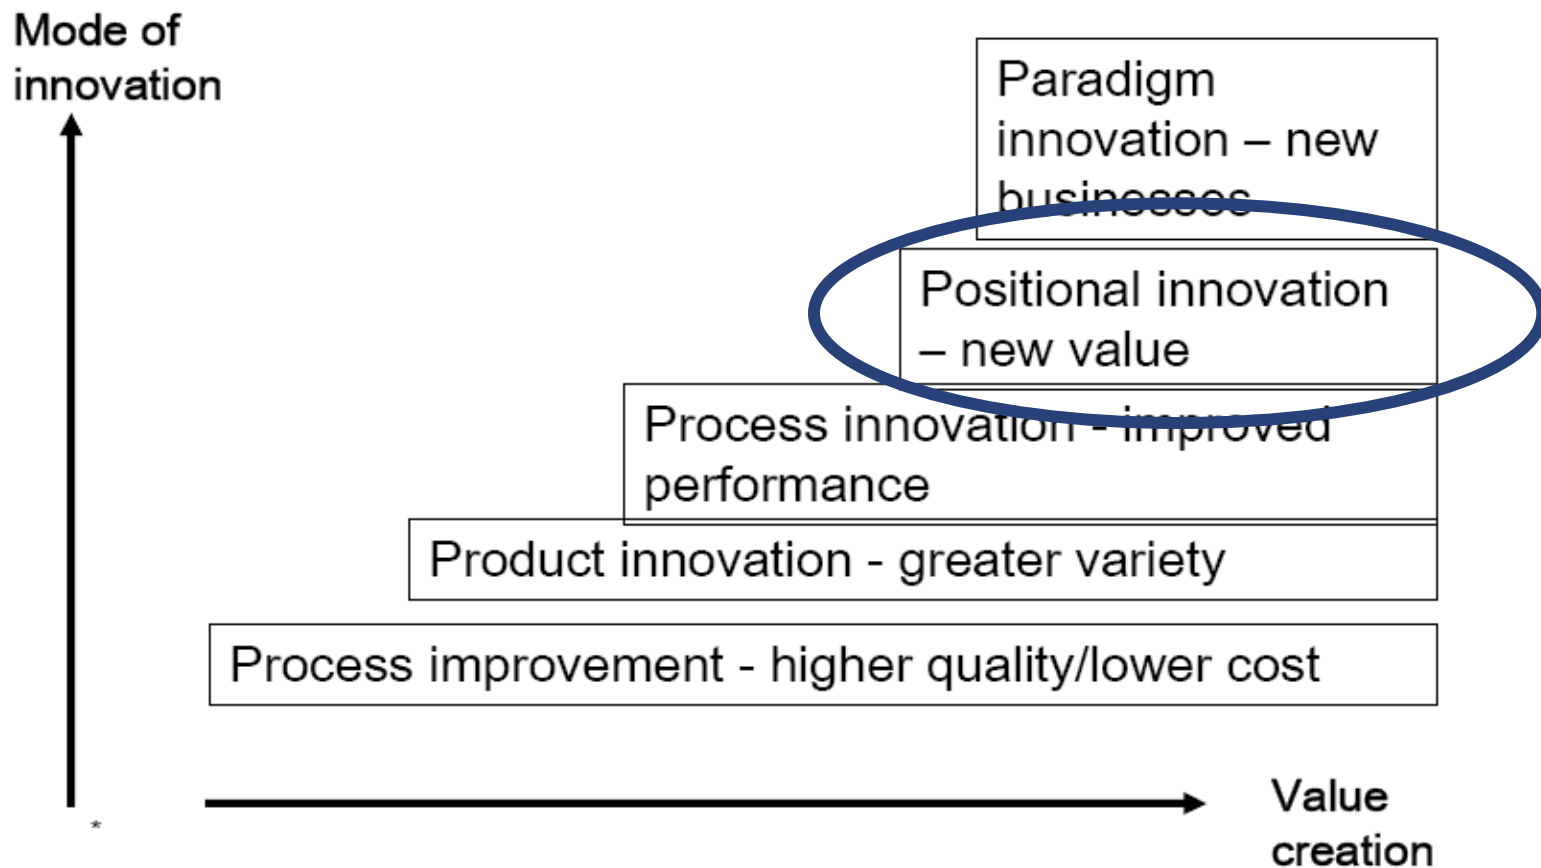 Mode of
innovation
Paradigm
innovation – new
businesses
Positional innovation
– new value
Process innovation - improved
performance
Product innovation - greater variety
Process improvement - higher quality/lower cost
*
Value
creation